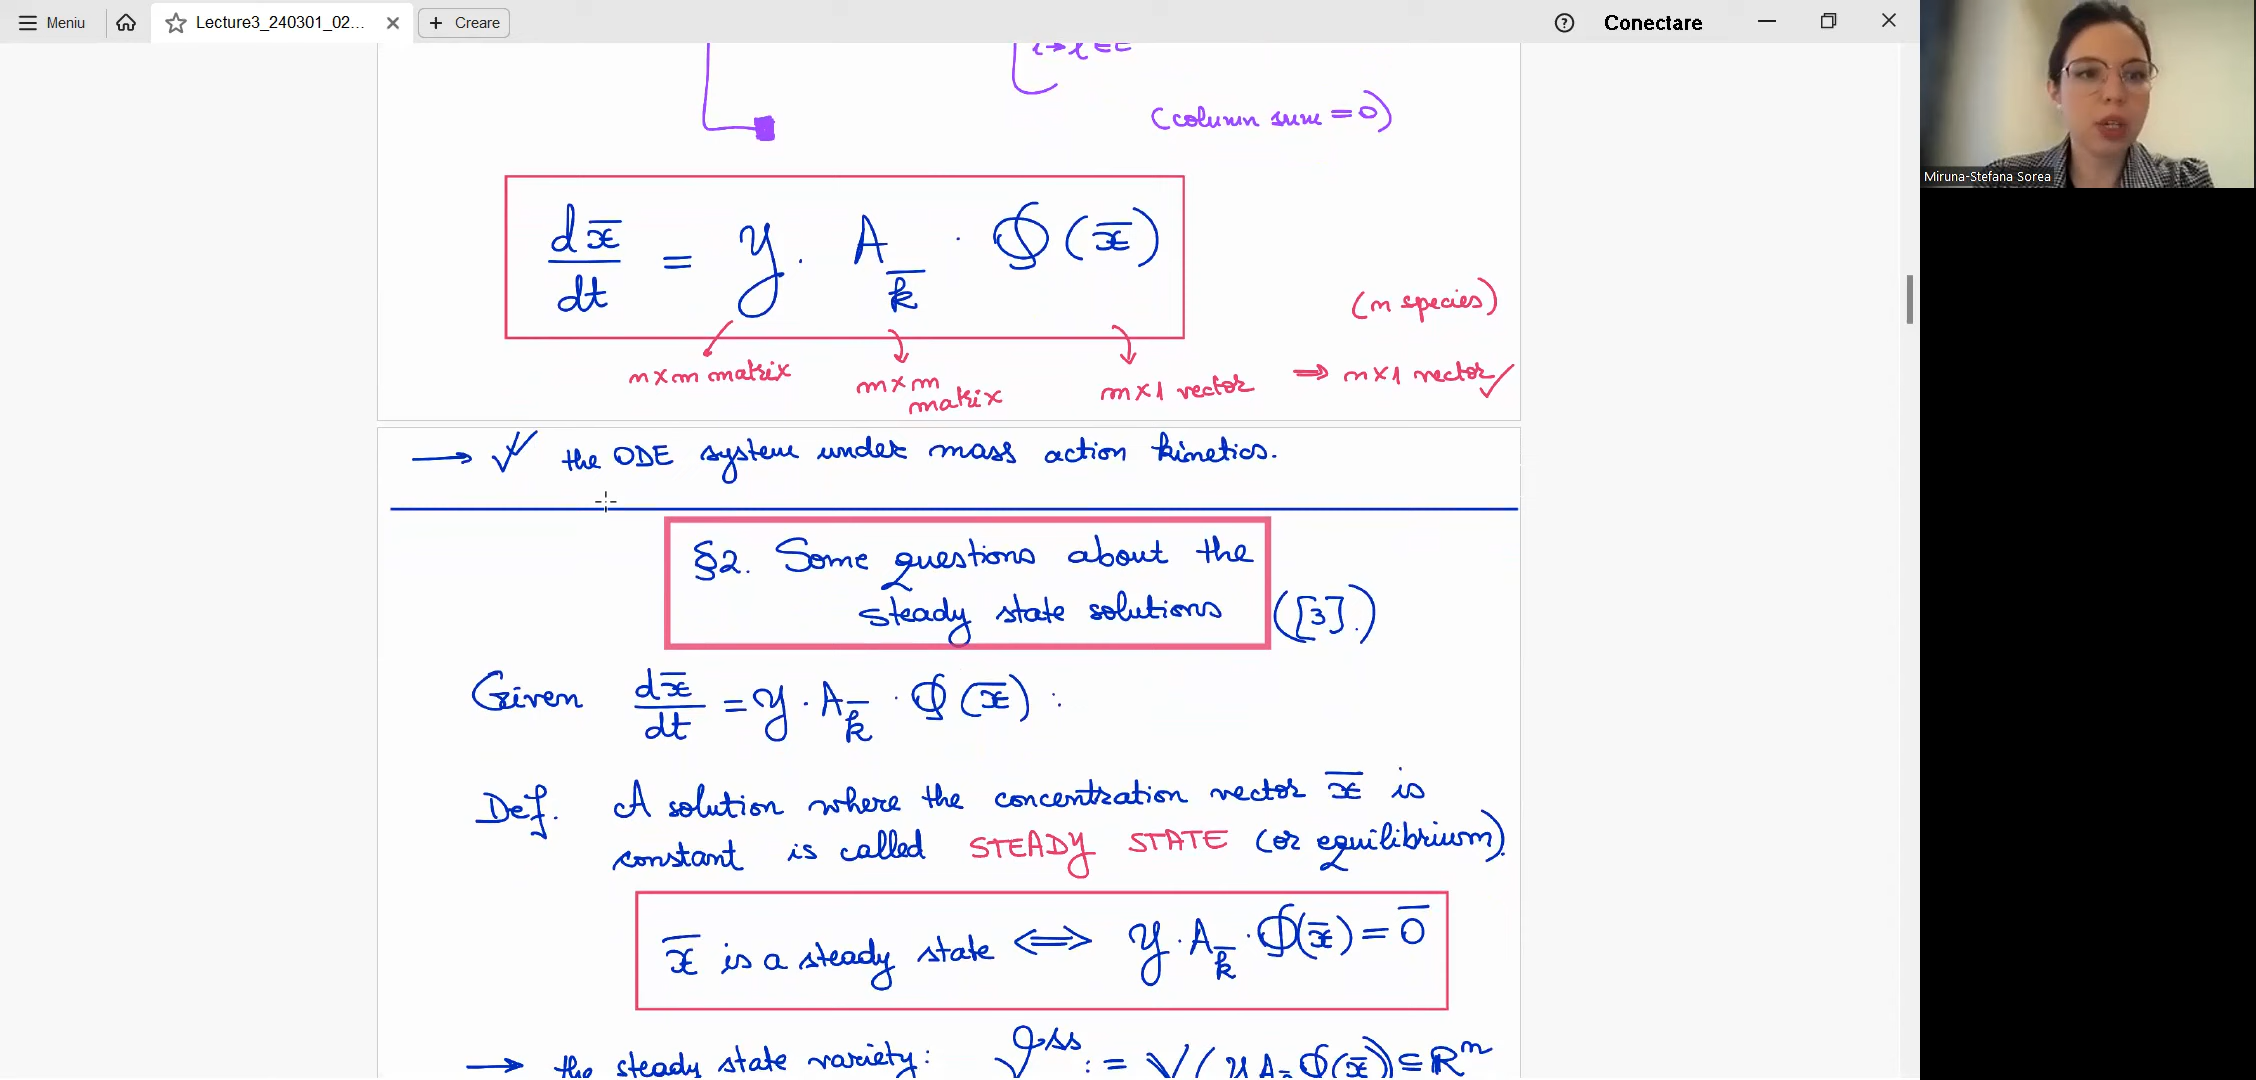 Meniu
Lecture3_240301_02...
Creare
Conectare
Miruna-Stefana Sorea
(column sum = 0)
dx̄/dt = Y · A_k̄ · Φ(x̄)
(n species)
n×m matrix
m×m matrix
m×1 vector
⟹ n×1 vector ✓
→ ✓ the ODE system under mass action kinetics.
§2. Some questions about the
steady state solutions ([3].)
Given dx̄/dt = Y · A_k̄ · Φ(x̄) :
Def. A solution where the concentration vector x̄ is
constant is called STEADY STATE (or equilibrium).
x̄ is a steady state ⟺ Y · A_k̄ · Φ(x̄) = 0̄
→ the steady state variety: := V(Y A Φ(x̄)) ⊆ ℝⁿ